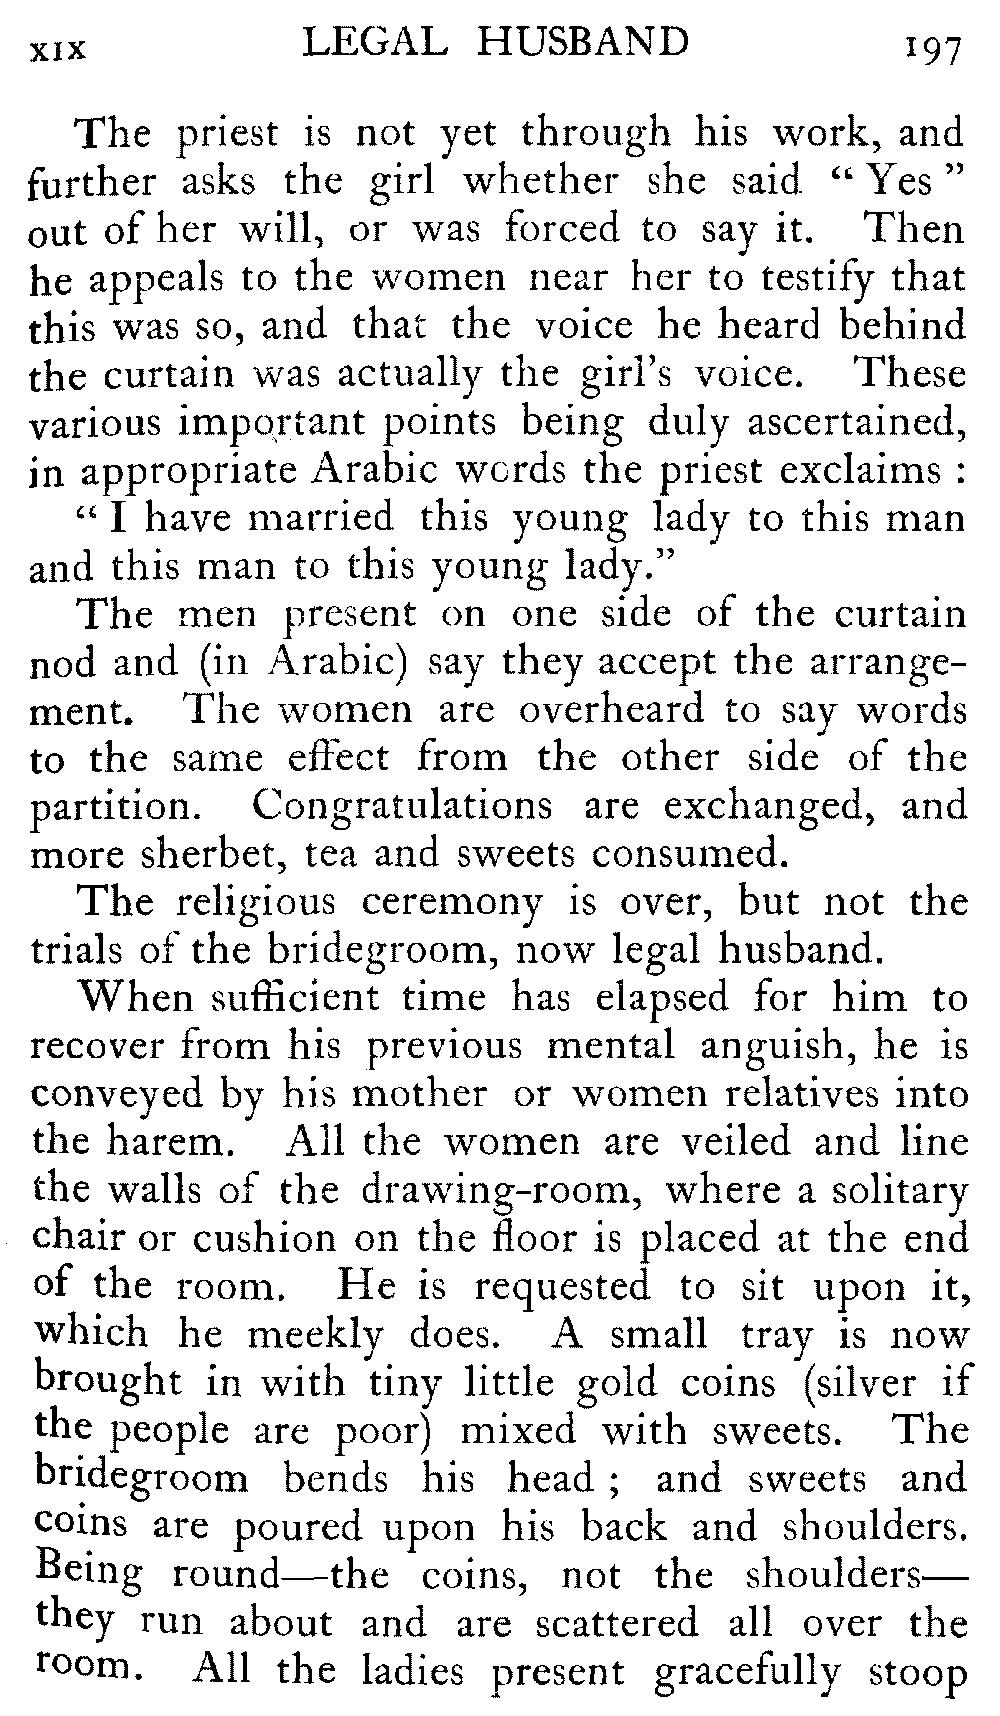 XIX LEGAL HUSBAND 197
The priest is not yet through his work, and
further asks the girl whether she said “ Yes ”
out of her will, or was forced to say it. Then
he appeals to the women near her to testify that
this was so, and that the voice he heard behind
the curtain was actually the girl’s voice. These
various important points being duly ascertained,
in appropriate Arabic words the priest exclaims :
“ I have married this young lady to this man
and this man to this young lady.”
The men present on one side of the curtain
nod and (in Arabic) say they accept the arrange-
ment. The women are overheard to say words
to the same effect from the other side of the
partition. Congratulations are exchanged, and
more sherbet, tea and sweets consumed.
The religious ceremony is over, but not the
trials of the bridegroom, now legal husband.
When sufficient time has elapsed for him to
recover from his previous mental anguish, he is
conveyed by his mother or women relatives into
the harem. All the women are veiled and line
the walls of the drawing-room, where a solitary
chair or cushion on the floor is placed at the end
of the room. He is requested to sit upon it,
which he meekly does. A small tray is now
brought in with tiny little gold coins (silver if
the people are poor) mixed with sweets. The
bridegroom bends his head ; and sweets and
coins are poured upon his back and shoulders.
Being round—the coins, not the shoulders—
they run about and are scattered all over the
room. All the ladies present gracefully stoop